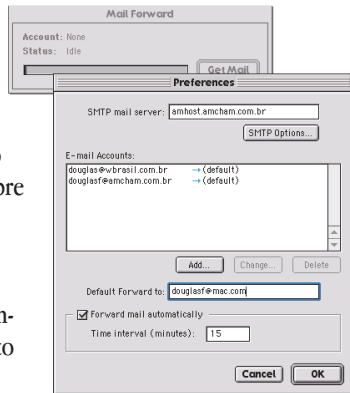 Mail Forward
Account: None
Status: Idle
Get Mail
Preferences
SMTP mail server: amhost.amcham.com.br
SMTP Options...
E-mail Accounts:
douglas@wbrasil.com.br → (default)
douglasf@amcham.com.br → (default)
Add... Change... Delete
Default Forward to: douglasf@mac.com
Forward mail automatically
Time interval (minutes): 15
Cancel OK